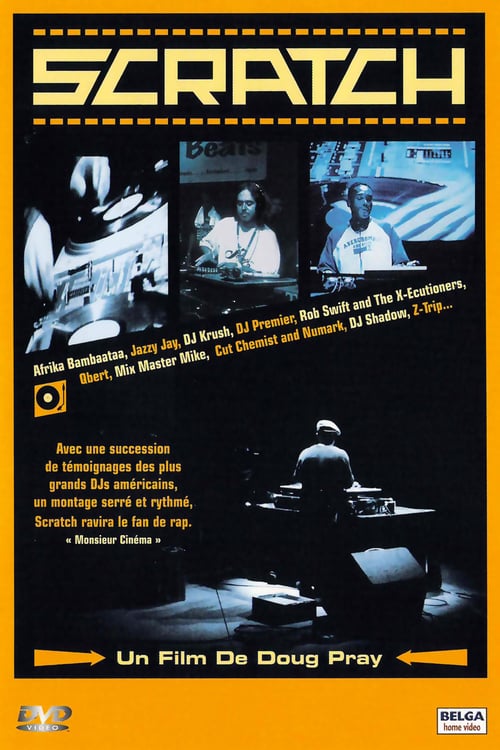 SCRATCH
Beats
ABERCROMBIE
Afrika Bambaataa, Jazzy Jay, DJ Krush, DJ Premier, Rob Swift and The X-Ecutioners,
Qbert, Mix Master Mike, Cut Chemist and Numark, DJ Shadow, Z-Trip...
Avec une succession
de témoignages des plus
grands DJs américains,
un montage serré et rythmé,
Scratch ravira le fan de rap.
« Monsieur Cinéma »
Un Film De Doug Pray
DVD
VIDEO
BELGA
home video